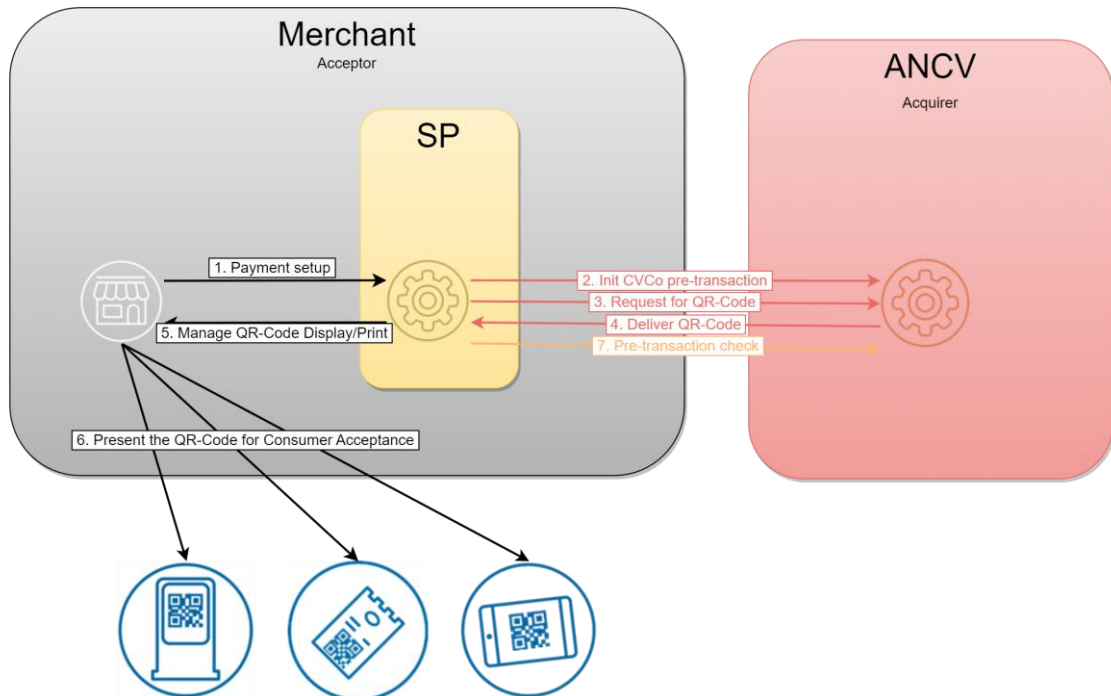 Merchant
Acceptor
ANCV
Acquirer
SP
1. Payment setup
2. Init CVCo pre-transaction
3. Request for QR-Code
4. Deliver QR-Code
5. Manage QR-Code Display/Print
7. Pre-transaction check
6. Present the QR-Code for Consumer Acceptance